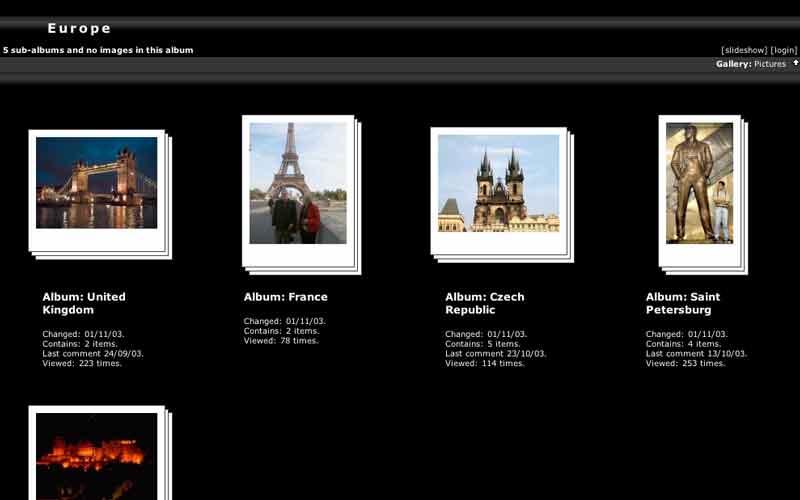 Europe
5 sub-albums and no images in this album
[slideshow] [login]
Gallery: Pictures
Album: United
Kingdom
Changed: 01/11/03.
Contains: 2 items.
Last comment 24/09/03.
Viewed: 223 times.
Album: France
Changed: 01/11/03.
Contains: 2 items.
Viewed: 78 times.
Album: Czech
Republic
Changed: 01/11/03.
Contains: 5 items.
Last comment 23/10/03.
Viewed: 114 times.
Album: Saint
Petersburg
Changed: 01/11/03.
Contains: 4 items.
Last comment 13/10/03.
Viewed: 253 times.